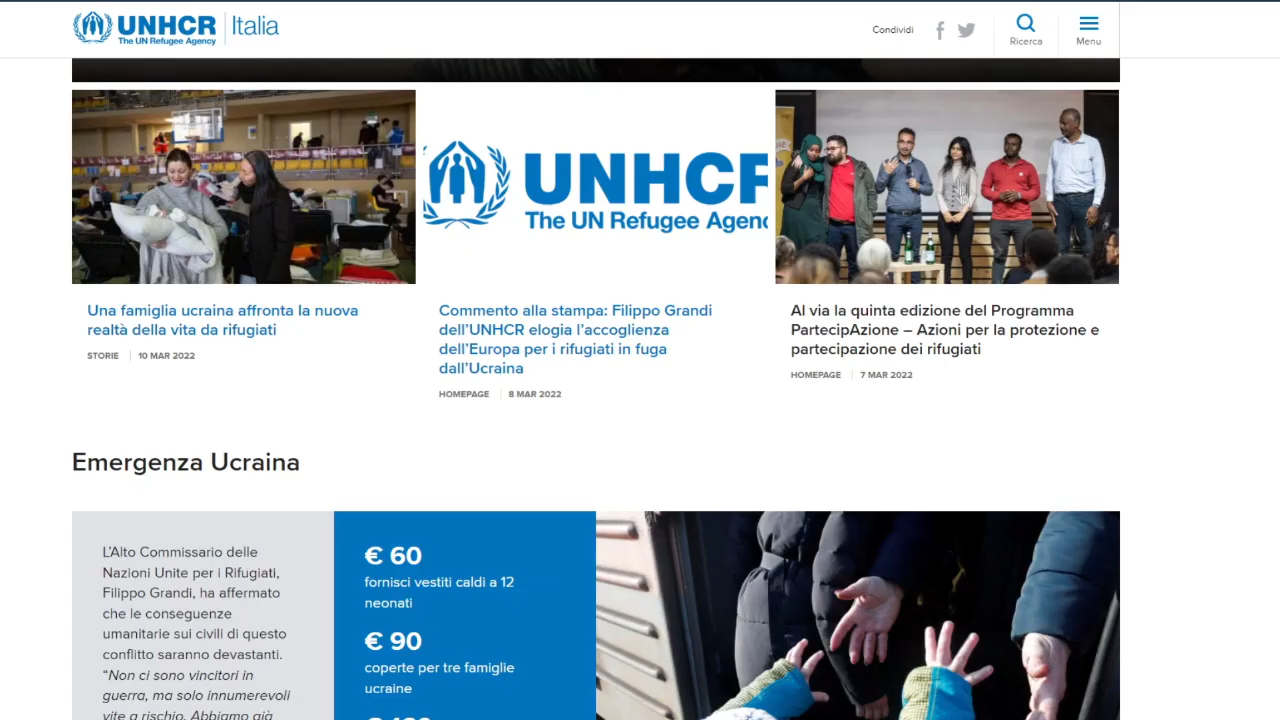 UNHCR
The UN Refugee Agency
Italia
Condividi
Ricerca
Menu
UNHCR
The UN Refugee Agenc
Una famiglia ucraina affronta la nuova
realtà della vita da rifugiati
STORIE 10 MAR 2022
Commento alla stampa: Filippo Grandi
dell’UNHCR elogia l’accoglienza
dell’Europa per i rifugiati in fuga
dall’Ucraina
HOMEPAGE 8 MAR 2022
Al via la quinta edizione del Programma
PartecipAzione – Azioni per la protezione e
partecipazione dei rifugiati
HOMEPAGE 7 MAR 2022
Emergenza Ucraina
L’Alto Commissario delle
Nazioni Unite per i Rifugiati,
Filippo Grandi, ha affermato
che le conseguenze
umanitarie sui civili di questo
conflitto saranno devastanti.
“Non ci sono vincitori in
guerra, ma solo innumerevoli
vite a rischio. Abbiamo già
€ 60
fornisci vestiti caldi a 12
neonati
€ 90
coperte per tre famiglie
ucraine